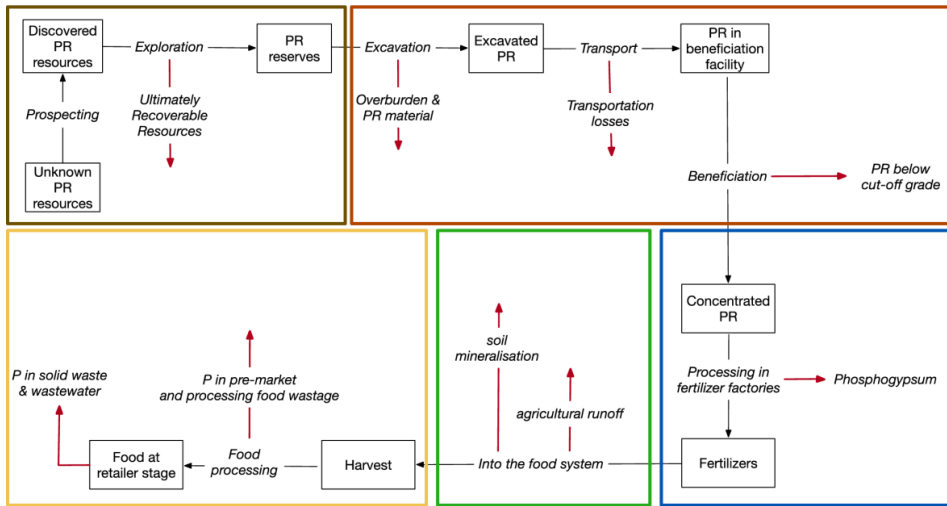 Discovered
PR
resources
Exploration
PR
reserves
Excavation
Excavated
PR
Transport
PR in
beneficiation
facility
Prospecting
Ultimately
Recoverable
Resources
Overburden &
PR material
Transportation
losses
Unknown
PR
resources
Beneficiation
PR below
cut-off grade
Concentrated
PR
soil
mineralisation
P in solid waste
& wastewater
P in pre-market
and processing food wastage
agricultural runoff
Processing in
fertilizer factories
Phosphogypsum
Food at
retailer stage
Food
processing
Harvest
Into the food system
Fertilizers